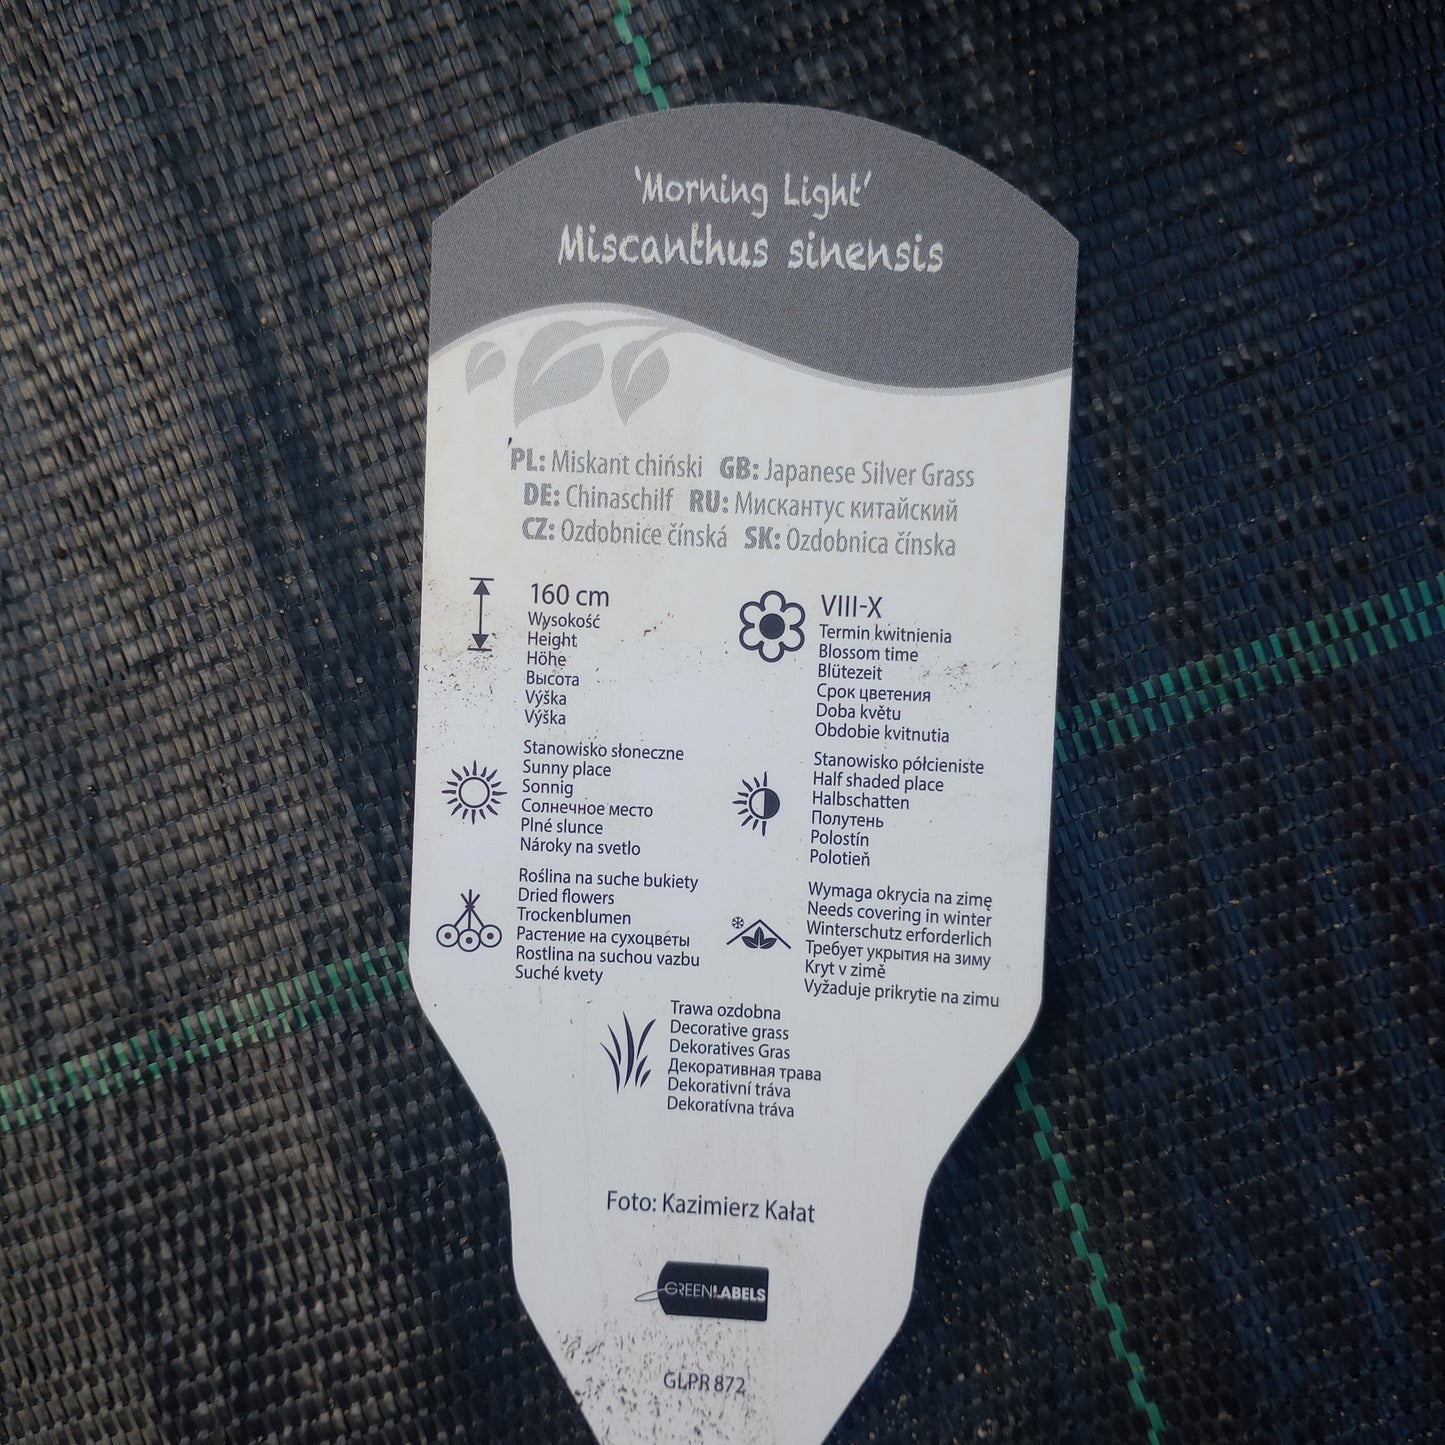 'Morning Light'
Miscanthus sinensis
PL: Miskant chiński GB: Japanese Silver Grass
DE: Chinaschilf RU: Мискантус китайский
CZ: Ozdobnice čínská SK: Ozdobnica čínska
160 cm
Wysokość
Height
Höhe
Высота
Výška
Výška
VIII-X
Termin kwitnienia
Blossom time
Blütezeit
Срок цветения
Doba květu
Obdobie kvitnutia
Stanowisko słoneczne
Sunny place
Sonnig
Солнечное место
Plné slunce
Nároky na svetlo
Stanowisko półcieniste
Half shaded place
Halbschatten
Полутень
Polostín
Polotieň
Roślina na suche bukiety
Dried flowers
Trockenblumen
Растение на сухоцветы
Rostlina na suchou vazbu
Suché kvety
Wymaga okrycia na zimę
Needs covering in winter
Winterschutz erforderlich
Требует укрытия на зиму
Kryt v zimě
Vyžaduje prikrytie na zimu
Trawa ozdobna
Decorative grass
Dekoratives Gras
Декоративная трава
Dekorativní tráva
Dekoratívna tráva
Foto: Kazimierz Kałat
GREENLABELS
GLPR 872